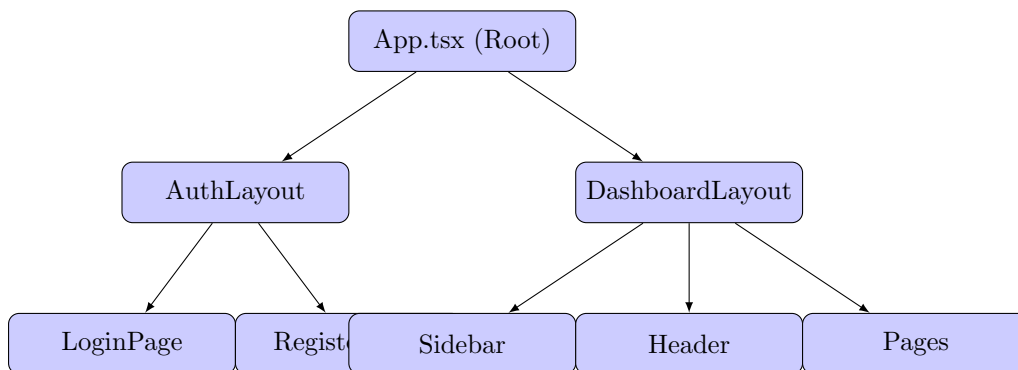 App.tsx (Root)
AuthLayout
DashboardLayout
LoginPage
Sidebar
Header
Pages